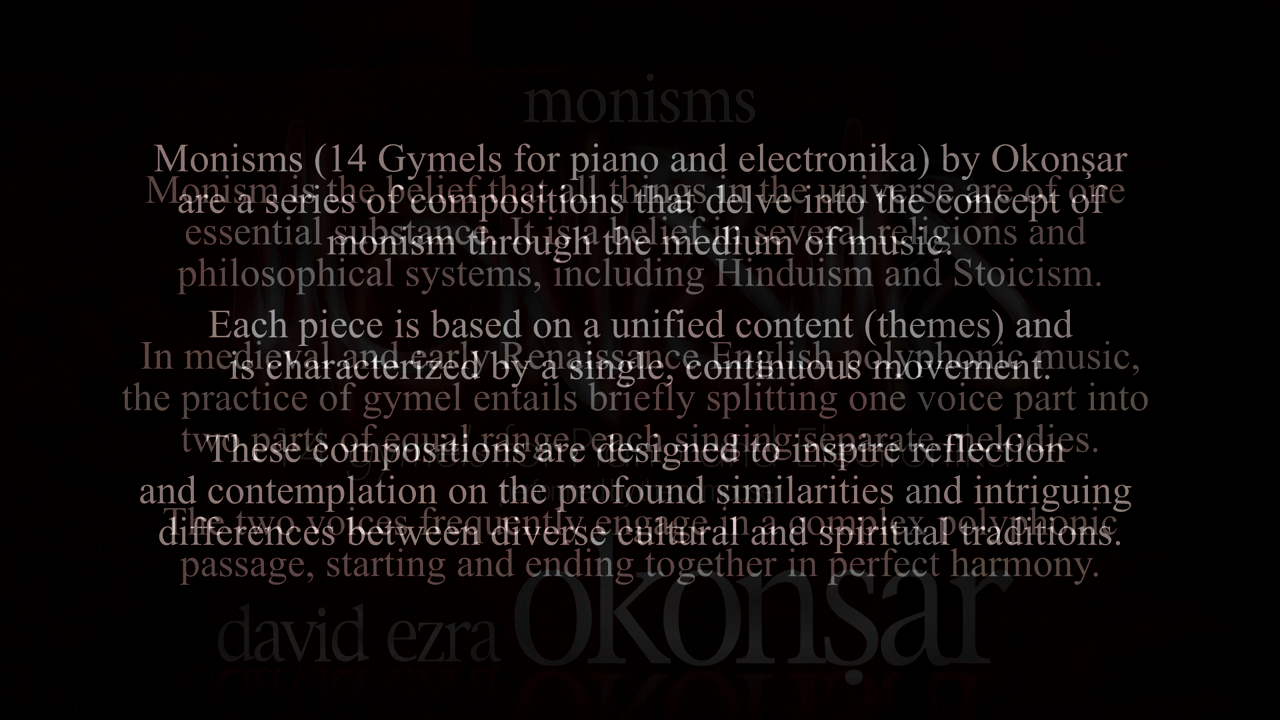 monisms
Monisms (14 Gymels for piano and electronika) by Okonşar
are a series of compositions that delve into the concept of
monism through the medium of music.
Each piece is based on a unified content (themes) and
is characterized by a single, continuous movement.
These compositions are designed to inspire reflection
and contemplation on the profound similarities and intriguing
differences between diverse cultural and spiritual traditions.
Monism is the belief that all things in the universe are of one
essential substance. It is a belief in several religions and
philosophical systems, including Hinduism and Stoicism.
In medieval and early Renaissance English polyphonic music,
the practice of gymel entails briefly splitting one voice part into
two parts of equal range, each singing separate melodies.
The two voices frequently engage in a complex polyphonic
passage, starting and ending together in perfect harmony.
david ezra okonşar